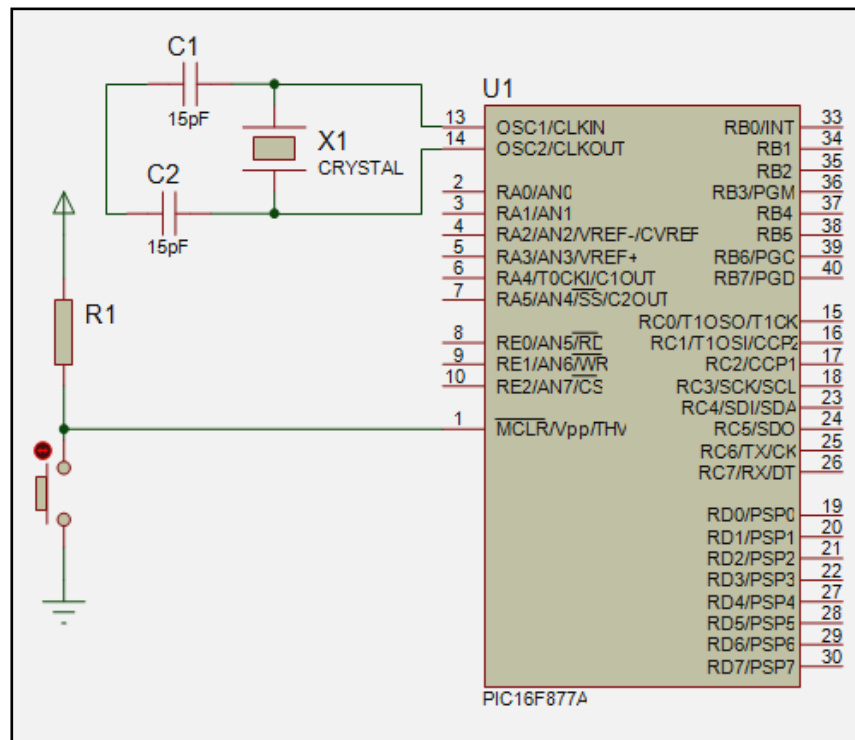 C1
15pF
X1
CRYSTAL
C2
15pF
R1
U1
13 OSC1/CLKIN
14 OSC2/CLKOUT
2 RA0/AN0
3 RA1/AN1
4 RA2/AN2/VREF-/CVREF
5 RA3/AN3/VREF+
6 RA4/T0CKI/C1OUT
7 RA5/AN4/SS/C2OUT
8 RE0/AN5/RD
9 RE1/AN6/WR
10 RE2/AN7/CS
1 MCLR/Vpp/THV
RB0/INT 33
RB1 34
RB2 35
RB3/PGM 36
RB4 37
RB5 38
RB6/PGC 39
RB7/PGD 40
RC0/T1OSO/T1CK 15
RC1/T1OSI/CCP2 16
RC2/CCP1 17
RC3/SCK/SCL 18
RC4/SDI/SDA 23
RC5/SDO 24
RC6/TX/CK 25
RC7/RX/DT 26
RD0/PSP0 19
RD1/PSP1 20
RD2/PSP2 21
RD3/PSP3 22
RD4/PSP4 27
RD5/PSP5 28
RD6/PSP6 29
RD7/PSP7 30
PIC16F877A